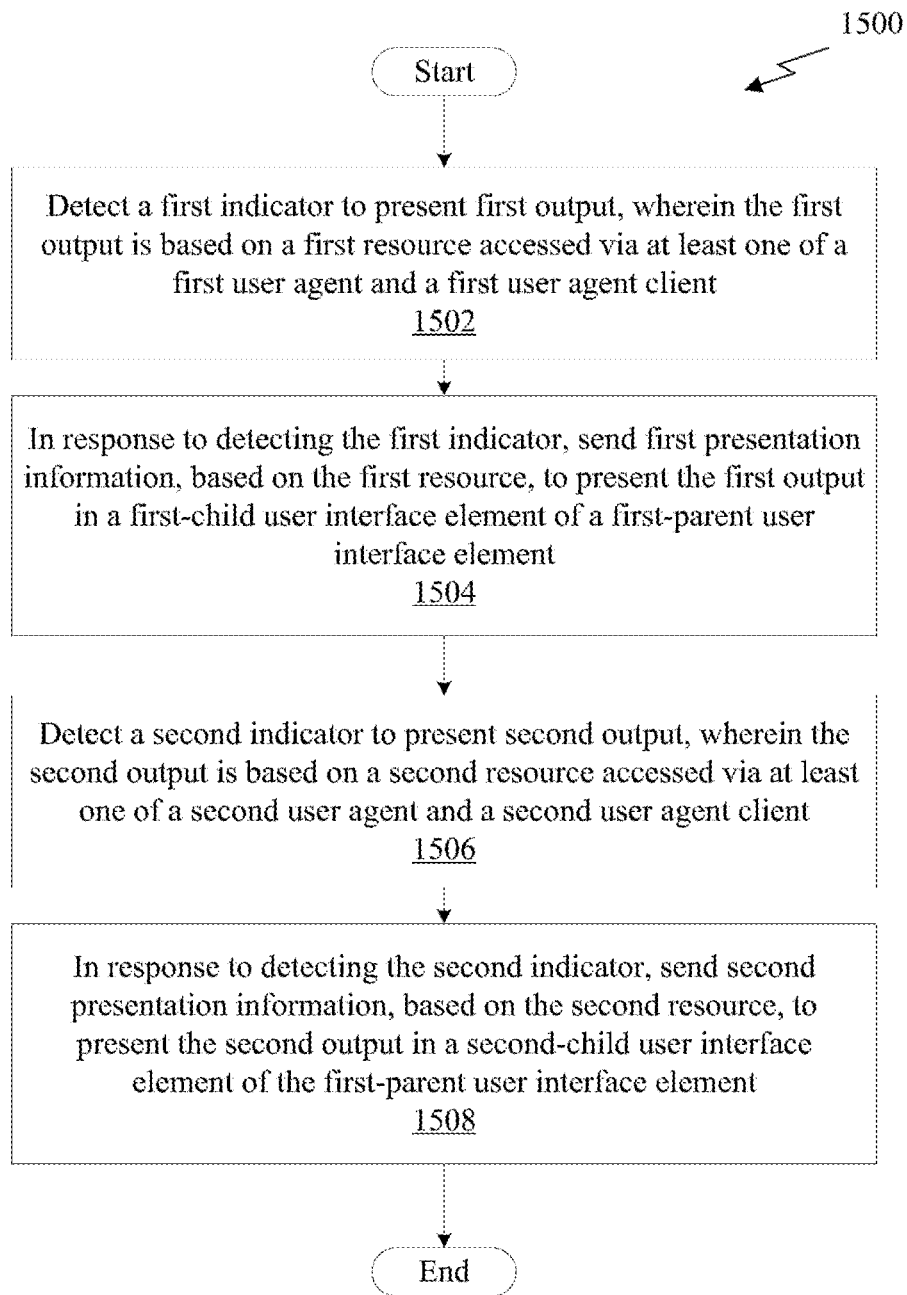 1500
Start
Detect a first indicator to present first output, wherein the first
output is based on a first resource accessed via at least one of a
first user agent and a first user agent client
1502
In response to detecting the first indicator, send first presentation
information, based on the first resource, to present the first output
in a first-child user interface element of a first-parent user
interface element
1504
Detect a second indicator to present second output, wherein the
second output is based on a second resource accessed via at least
one of a second user agent and a second user agent client
1506
In response to detecting the second indicator, send second
presentation information, based on the second resource, to
present the second output in a second-child user interface
element of the first-parent user interface element
1508
End